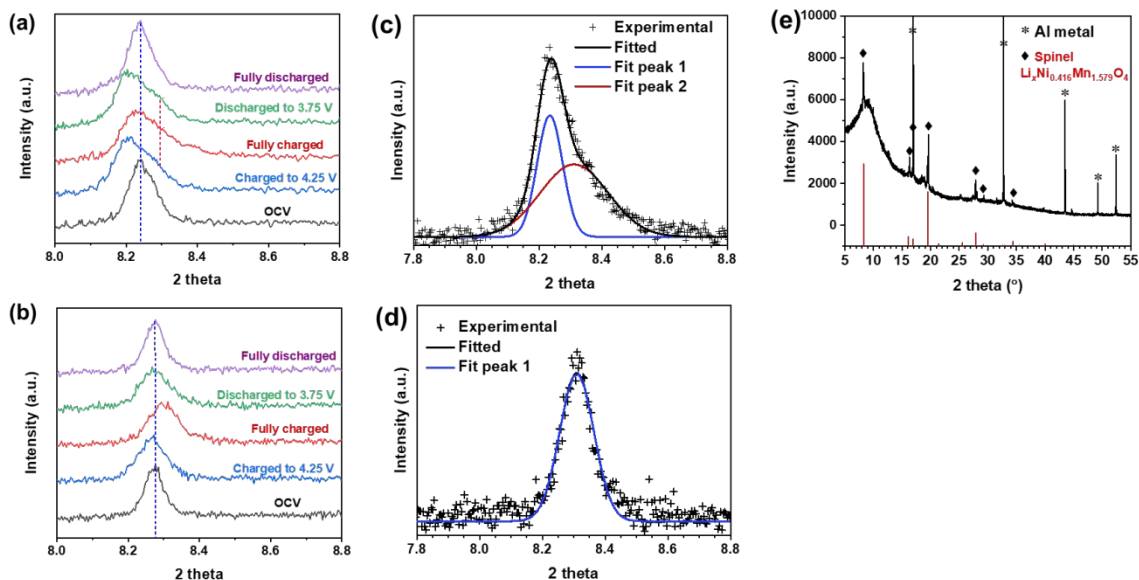 (a)
Intensity (a.u.)
Fully discharged
Discharged to 3.75 V
Fully charged
Charged to 4.25 V
OCV
8.0 8.2 8.4 8.6 8.8
2 theta
(b)
Intensity (a.u.)
Fully discharged
Discharged to 3.75 V
Fully charged
Charged to 4.25 V
OCV
8.0 8.2 8.4 8.6 8.8
2 theta
(c)
Intensity (a.u.)
+ Experimental
Fitted
Fit peak 1
Fit peak 2
7.8 8.0 8.2 8.4 8.6 8.8
2 theta
(d)
Intensity (a.u.)
+ Experimental
Fitted
Fit peak 1
7.8 8.0 8.2 8.4 8.6 8.8
2 theta
(e)
Intensity (a.u.)
10000
8000
6000
4000
2000
0
* Al metal
◆ Spinel
LiₓNi₀.₄₁₆Mn₁.₅₇₉O₄
5 10 15 20 25 30 35 40 45 50 55
2 theta (°)